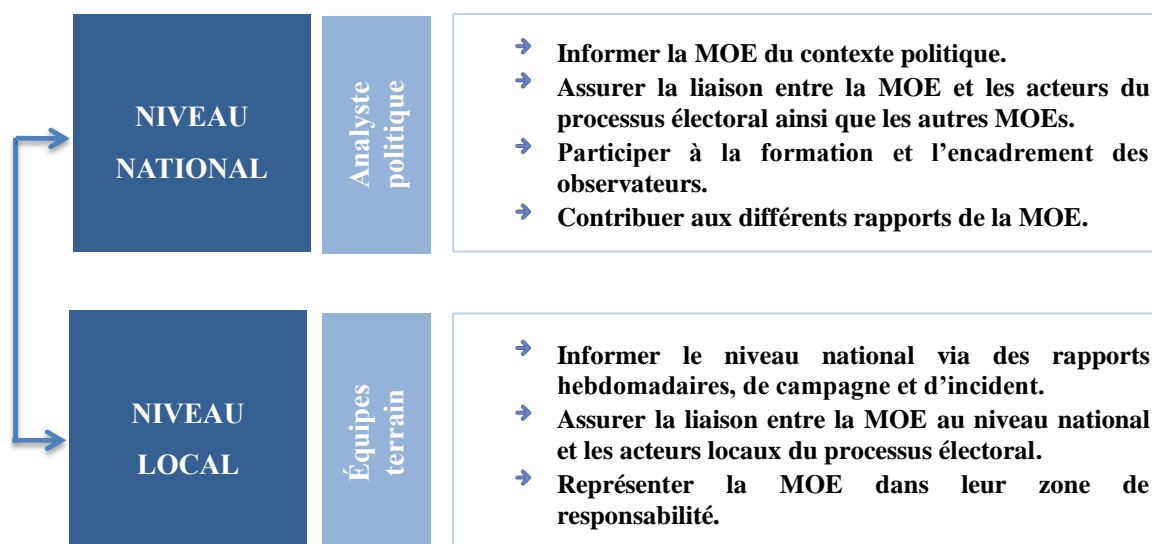 NIVEAU
NATIONAL
Analyste
politique
Informer la MOE du contexte politique.
Assurer la liaison entre la MOE et les acteurs du
processus électoral ainsi que les autres MOEs.
Participer à la formation et l’encadrement des
observateurs.
Contribuer aux différents rapports de la MOE.
NIVEAU
LOCAL
Équipes
terrain
Informer le niveau national via des rapports
hebdomadaires, de campagne et d’incident.
Assurer la liaison entre la MOE au niveau national
et les acteurs locaux du processus électoral.
Représenter la MOE dans leur zone de
responsabilité.